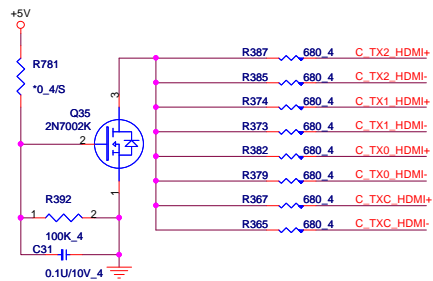 +5V
R781
*0_4/S
Q35
2N7002K
3
2
1
R392
1
2
100K_4
C31
0.1U/10V_4
R387
680_4
C_TX2_HDMI+
R385
680_4
C_TX2_HDMI-
R374
680_4
C_TX1_HDMI+
R373
680_4
C_TX1_HDMI-
R382
680_4
C_TX0_HDMI+
R379
680_4
C_TX0_HDMI-
R367
680_4
C_TXC_HDMI+
R365
680_4
C_TXC_HDMI-